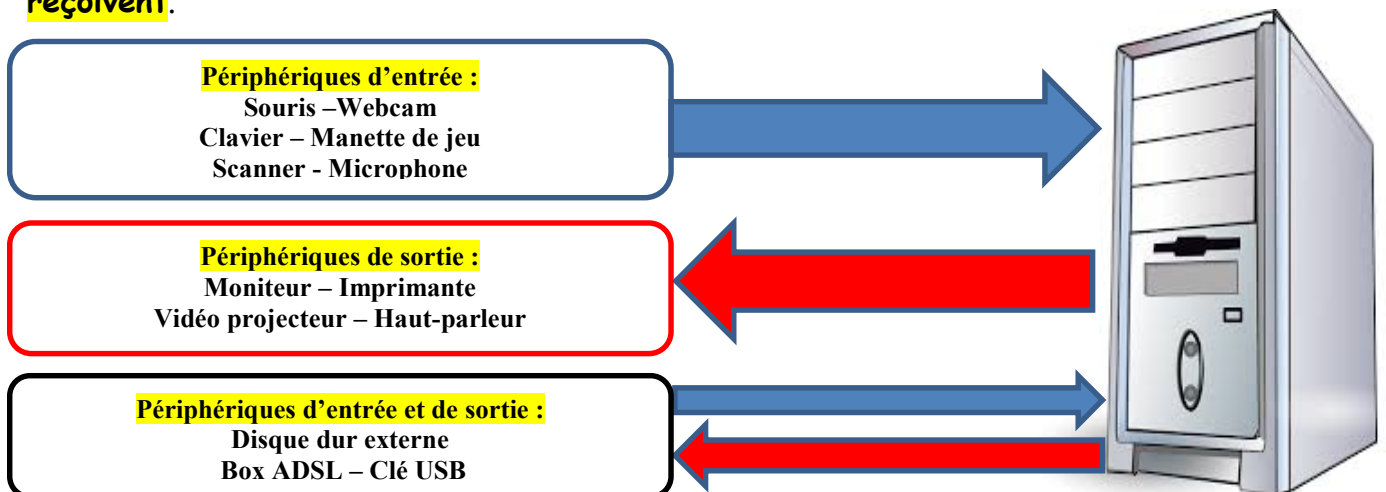 reçoivent.
Périphériques d’entrée :
Souris –Webcam
Clavier – Manette de jeu
Scanner - Microphone
Périphériques de sortie :
Moniteur – Imprimante
Vidéo projecteur – Haut-parleur
Périphériques d’entrée et de sortie :
Disque dur externe
Box ADSL – Clé USB